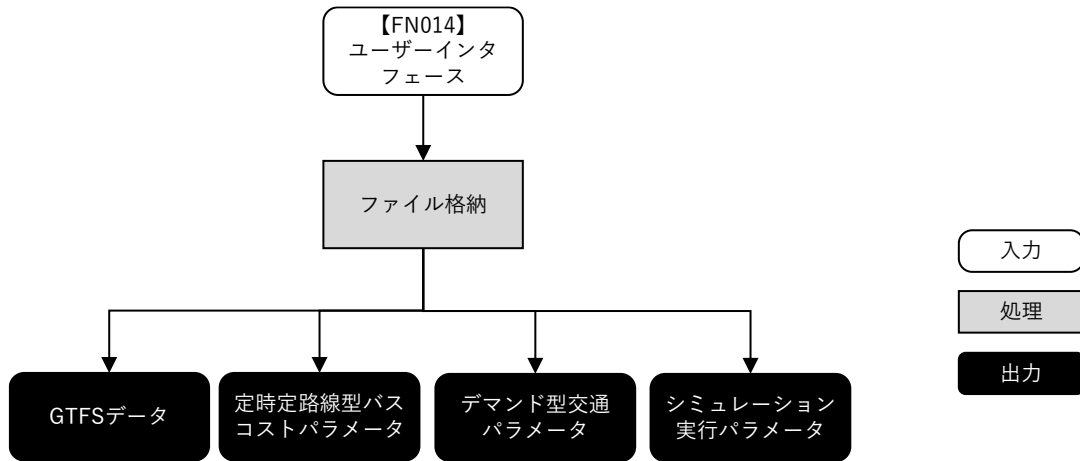 【FN014】
ユーザーインタ
フェース
ファイル格納
入力
処理
出力
GTFSデータ
定時定路線型バス
コストパラメータ
デマンド型交通
パラメータ
シミュレーション
実行パラメータ